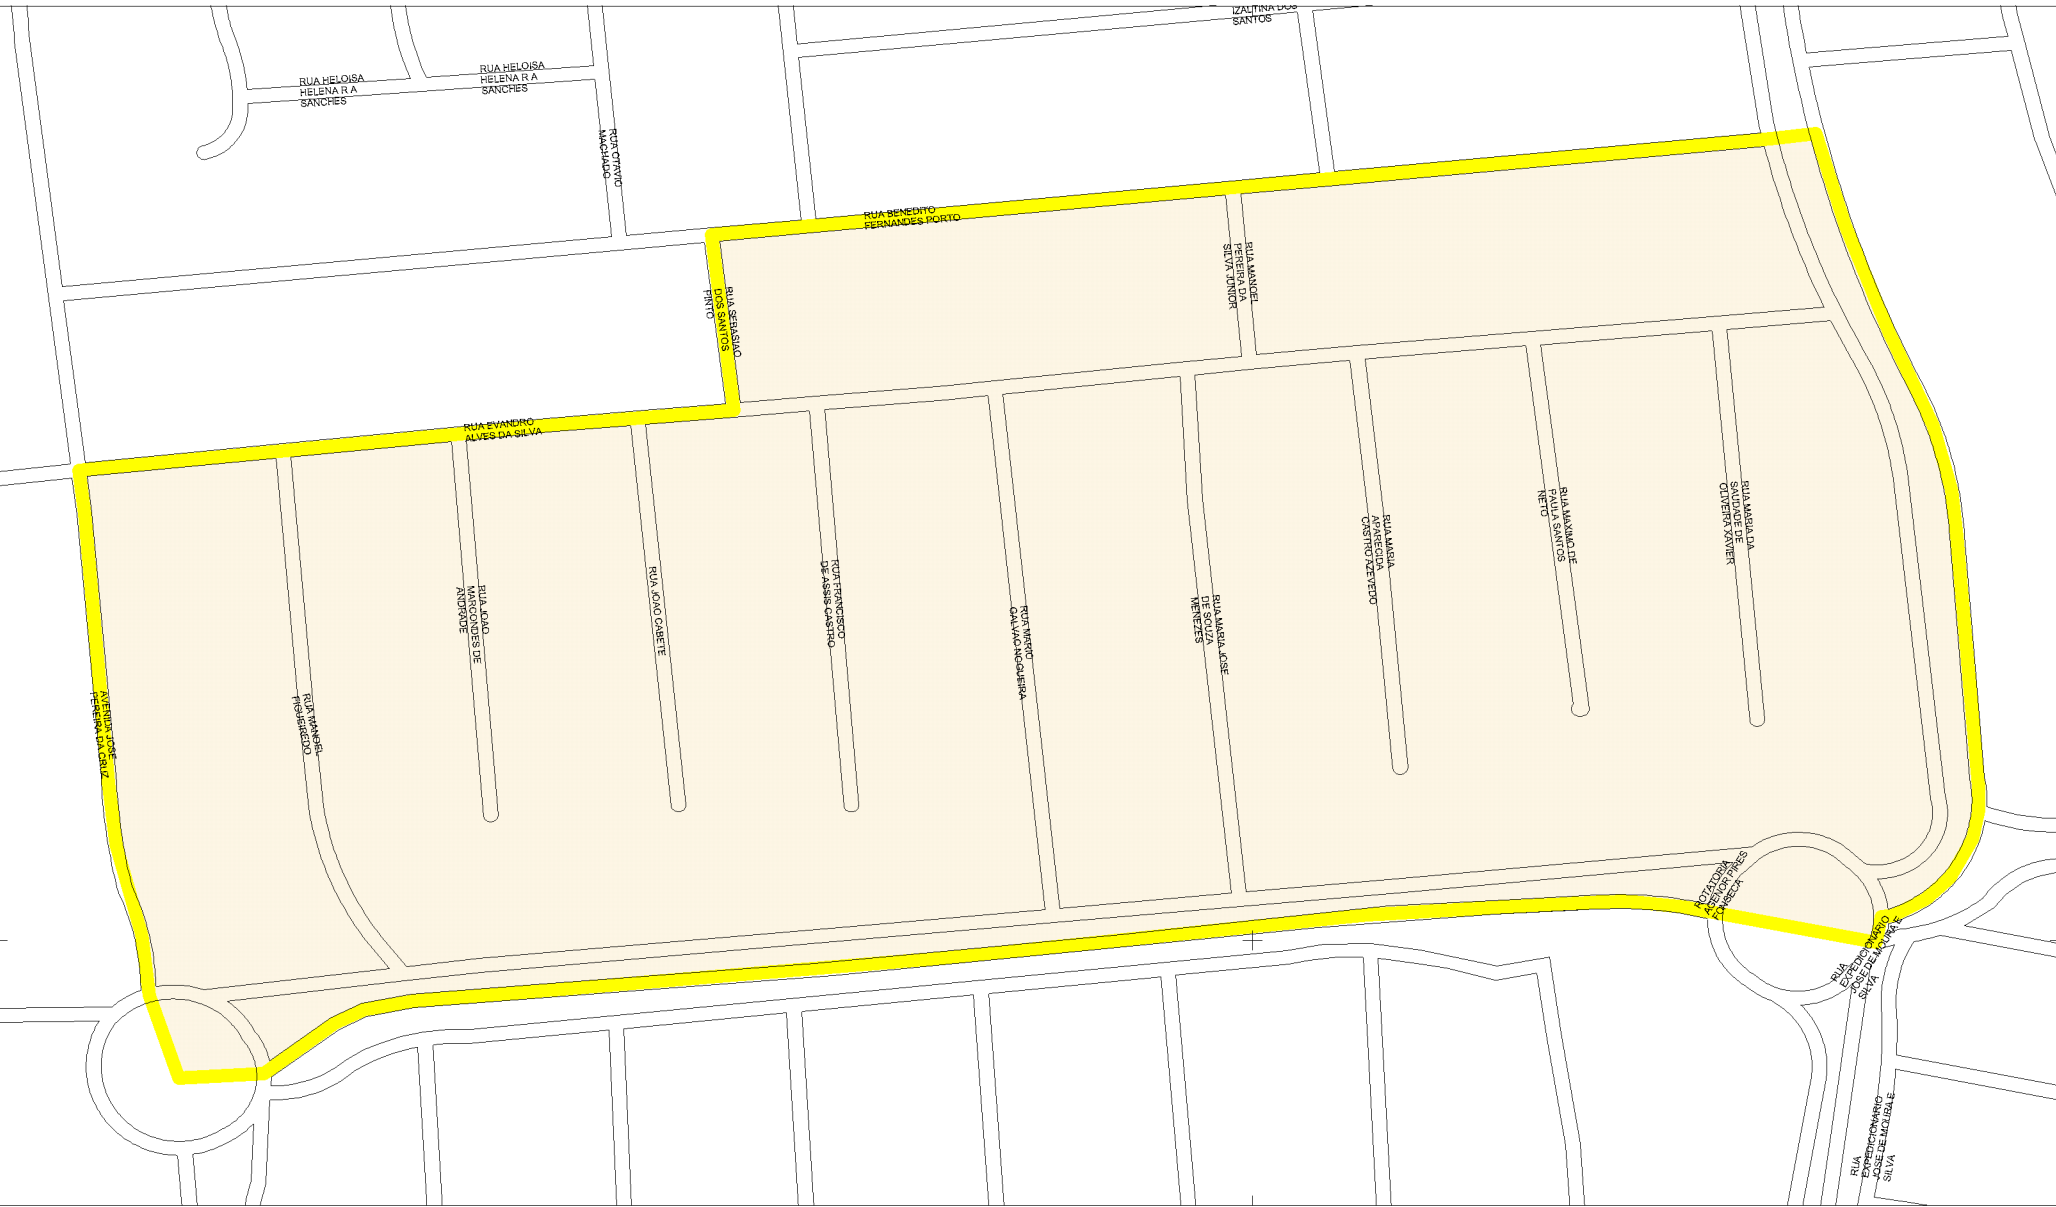 IZALTINA DOS
SANTOS
RUA HELOISA
HELENA R A
SANCHES
RUA HELOISA
HELENA R A
SANCHES
RUA OTAVIO
MACHADO
RUA BENEDITO
FERNANDES PORTO
RUA MANOEL
PEREIRA DA
SILVA JUNIOR
RUA SEBASIAO
DOS SANTOS
PINTO
RUA EVANDRO
ALVES DA SILVA
RUA MARIA DA
SAUDADE DE
OLIVEIRA XAVIER
RUA MAXIMO DE
PAULA SANTOS
NETO
RUA MARIA
APARECIDA
CASTRO AZEVEDO
RUA MARIA JOSE
DE SOUZA
MENEZES
RUA MARIO
GALVAO NOGUEIRA
RUA FRANCISCO
DE ASSIS CASTRO
RUA JOAO CABETE
RUA JOAO
MARCONDES DE
ANDRADE
RUA MANOEL
FIGUEIREDO
AVENIDA JOSE
PEREIRA DA CRUZ
ROTATORIA
AGENOR PIRES
FONSECA
RUA
EXPEDICIONARIO
JOSE DE MOURA E
SILVA
RUA
EXPEDICIONARIO
JOSE DE MOURA E
SILVA